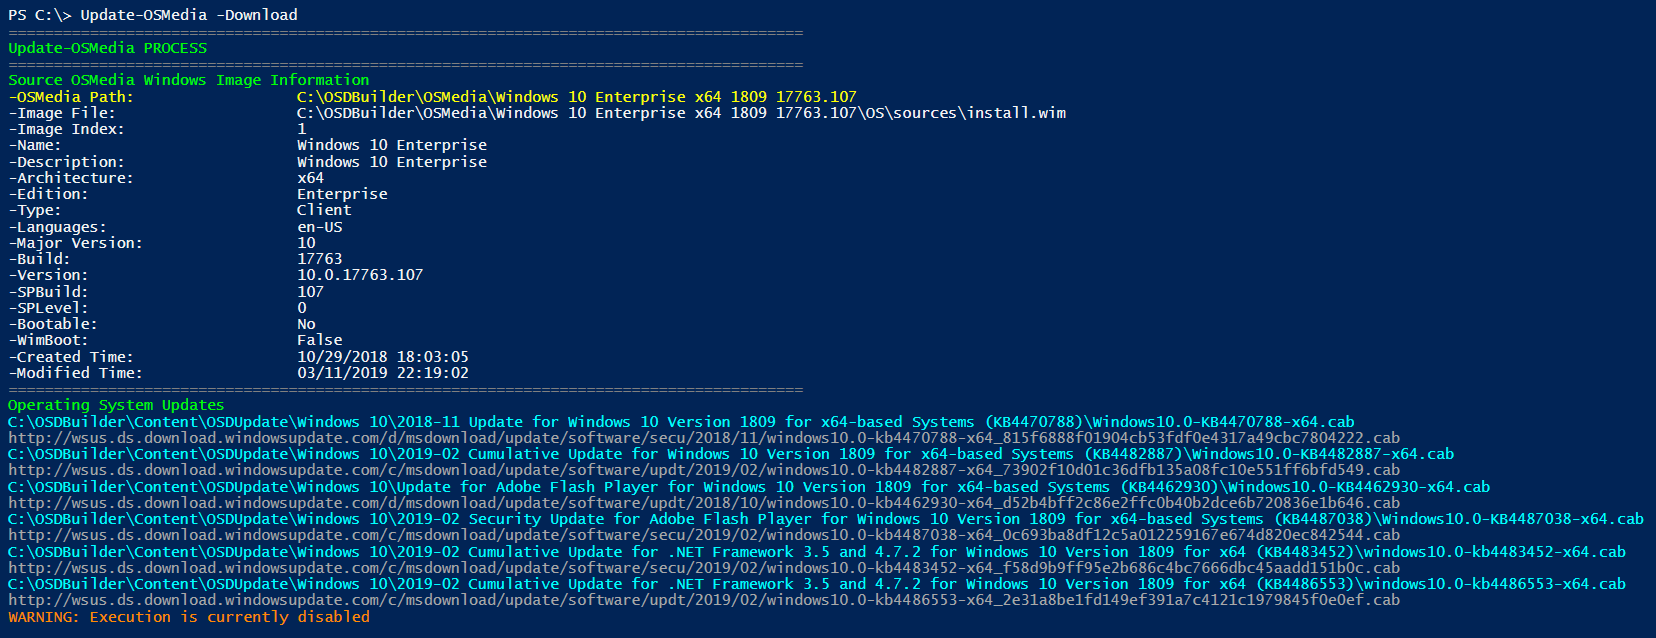 PS C:\> Update-OSMedia -Download
========================================================================================
Update-OSMedia PROCESS
========================================================================================
Source OSMedia Windows Image Information
-OSMedia Path: C:\OSDBuilder\OSMedia\Windows 10 Enterprise x64 1809 17763.107
-Image File: C:\OSDBuilder\OSMedia\Windows 10 Enterprise x64 1809 17763.107\OS\sources\install.wim
-Image Index: 1
-Name: Windows 10 Enterprise
-Description: Windows 10 Enterprise
-Architecture: x64
-Edition: Enterprise
-Type: Client
-Languages: en-US
-Major Version: 10
-Build: 17763
-Version: 10.0.17763.107
-SPBuild: 107
-SPLevel: 0
-Bootable: No
-WimBoot: False
-Created Time: 10/29/2018 18:03:05
-Modified Time: 03/11/2019 22:19:02
========================================================================================
Operating System Updates
C:\OSDBuilder\Content\OSDUpdate\Windows 10\2018-11 Update for Windows 10 Version 1809 for x64-based Systems (KB4470788)\Windows10.0-KB4470788-x64.cab
http://wsus.ds.download.windowsupdate.com/d/msdownload/update/software/secu/2018/11/windows10.0-kb4470788-x64_815f6888f01904cb53fdf0e4317a49cbc7804222.cab
C:\OSDBuilder\Content\OSDUpdate\Windows 10\2019-02 Cumulative Update for Windows 10 Version 1809 for x64-based Systems (KB4482887)\Windows10.0-KB4482887-x64.cab
http://wsus.ds.download.windowsupdate.com/c/msdownload/update/software/updt/2019/02/windows10.0-kb4482887-x64_73902f10d01c36dfb135a08fc10e551ff6bfd549.cab
C:\OSDBuilder\Content\OSDUpdate\Windows 10\Update for Adobe Flash Player for Windows 10 Version 1809 for x64-based Systems (KB4462930)\Windows10.0-KB4462930-x64.cab
http://wsus.ds.download.windowsupdate.com/d/msdownload/update/software/updt/2018/10/windows10.0-kb4462930-x64_d52b4bff2c86e2ffc0b40b2dce6b720836e1b646.cab
C:\OSDBuilder\Content\OSDUpdate\Windows 10\2019-02 Security Update for Adobe Flash Player for Windows 10 Version 1809 for x64-based Systems (KB4487038)\Windows10.0-KB4487038-x64.cab
http://wsus.ds.download.windowsupdate.com/c/msdownload/update/software/secu/2019/02/windows10.0-kb4487038-x64_0c693ba8df12c5a012259167e674d820ec842544.cab
C:\OSDBuilder\Content\OSDUpdate\Windows 10\2019-02 Cumulative Update for .NET Framework 3.5 and 4.7.2 for Windows 10 Version 1809 for x64 (KB4483452)\windows10.0-kb4483452-x64.cab
http://wsus.ds.download.windowsupdate.com/c/msdownload/update/software/secu/2019/02/windows10.0-kb4483452-x64_f58d9b9ff95e2b686c4bc7666dbc45aadd151b0c.cab
C:\OSDBuilder\Content\OSDUpdate\Windows 10\2019-02 Cumulative Update for .NET Framework 3.5 and 4.7.2 for Windows 10 Version 1809 for x64 (KB4486553)\windows10.0-kb4486553-x64.cab
http://wsus.ds.download.windowsupdate.com/c/msdownload/update/software/updt/2019/02/windows10.0-kb4486553-x64_2e31a8be1fd149ef391a7c4121c1979845f0e0ef.cab
WARNING: Execution is currently disabled